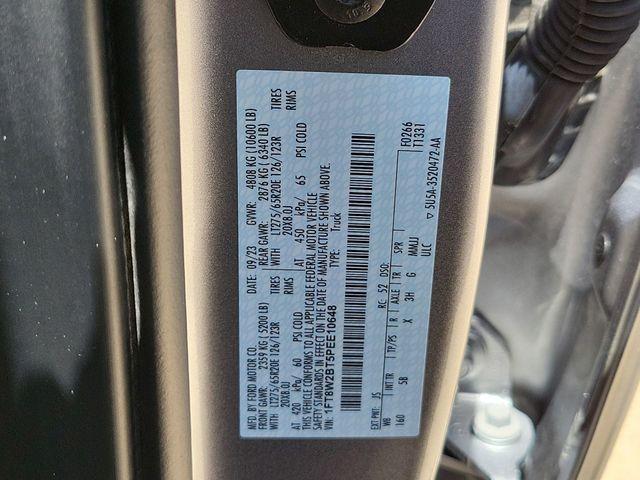 MFD. BY FORD MOTOR CO.
DATE: 09/23
GVWR: 4808 KG (10600 LB)
FRONT GAWR: 2359 KG (5200 LB)
REAR GAWR: 2876 KG (6340 LB)
WITH LT275/65R20E 126/123R TIRES
WITH LT275/65R20E 126/123R TIRES
20X8.0J RIMS
20X8.0J RIMS
AT 420 kPa/ 60 PSI COLD
AT 450 kPa/ 65 PSI COLD
THIS VEHICLE CONFORMS TO ALL APPLICABLE FEDERAL MOTOR VEHICLE
SAFETY STANDARDS IN EFFECT ON THE DATE OF MANUFACTURE SHOWN ABOVE.
VIN: 1FT8W2BT5PEE10648
TYPE: Truck
F0266
T1331
EXT PNT: JS RC: 52 DSO:
WB INT TR TP/PS R AXLE TR SPR
160 5B X 3H G MMJJ
ULC
5U5A-3520472-AA